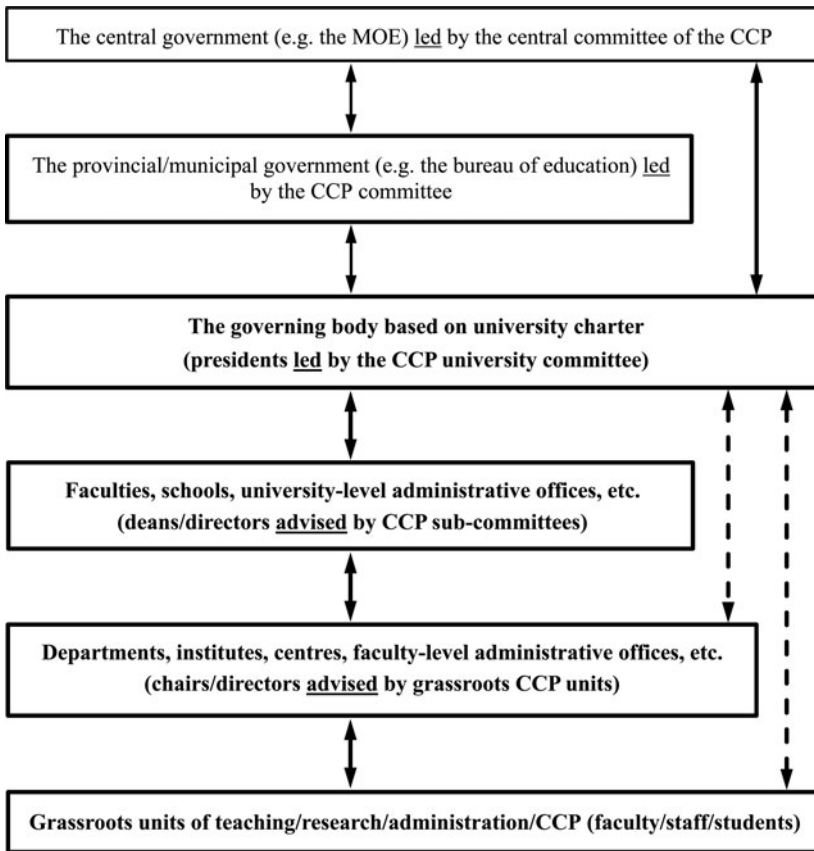 The central government (e.g. the MOE) led by the central committee of the CCP
The provincial/municipal government (e.g. the bureau of education) led
by the CCP committee
The governing body based on university charter
(presidents led by the CCP university committee)
Faculties, schools, university-level administrative offices, etc.
(deans/directors advised by CCP sub-committees)
Departments, institutes, centres, faculty-level administrative offices, etc.
(chairs/directors advised by grassroots CCP units)
Grassroots units of teaching/research/administration/CCP (faculty/staff/students)